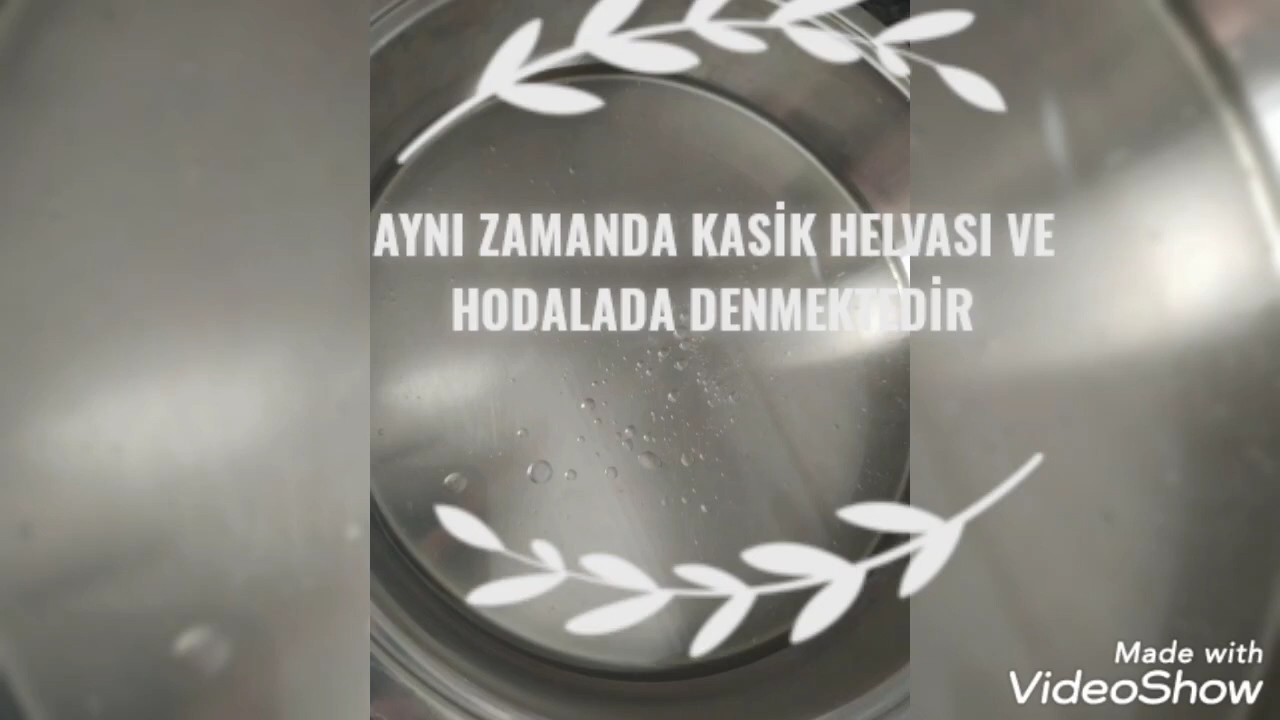 AYNI ZAMANDA KASİK HELVASI VE
HODALADA DENMEKTEDİR
Made with
VideoShow